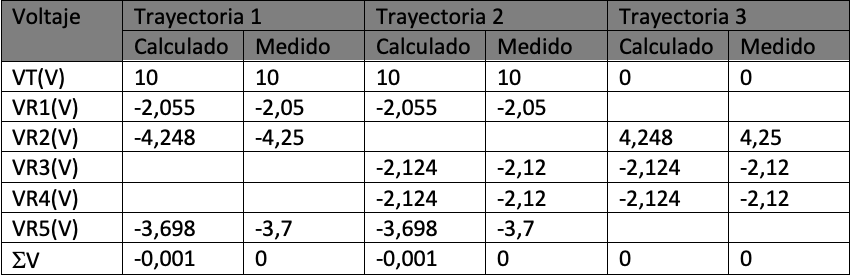 Voltaje Trayectoria 1 Trayectoria 2 Trayectoria 3
Calculado Medido Calculado Medido Calculado Medido
VT(V) 10 10 10 10 0 0
VR1(V) -2,055 -2,05 -2,055 -2,05
VR2(V) -4,248 -4,25 4,248 4,25
VR3(V) -2,124 -2,12 -2,124 -2,12
VR4(V) -2,124 -2,12 -2,124 -2,12
VR5(V) -3,698 -3,7 -3,698 -3,7
ΣV -0,001 0 -0,001 0 0 0